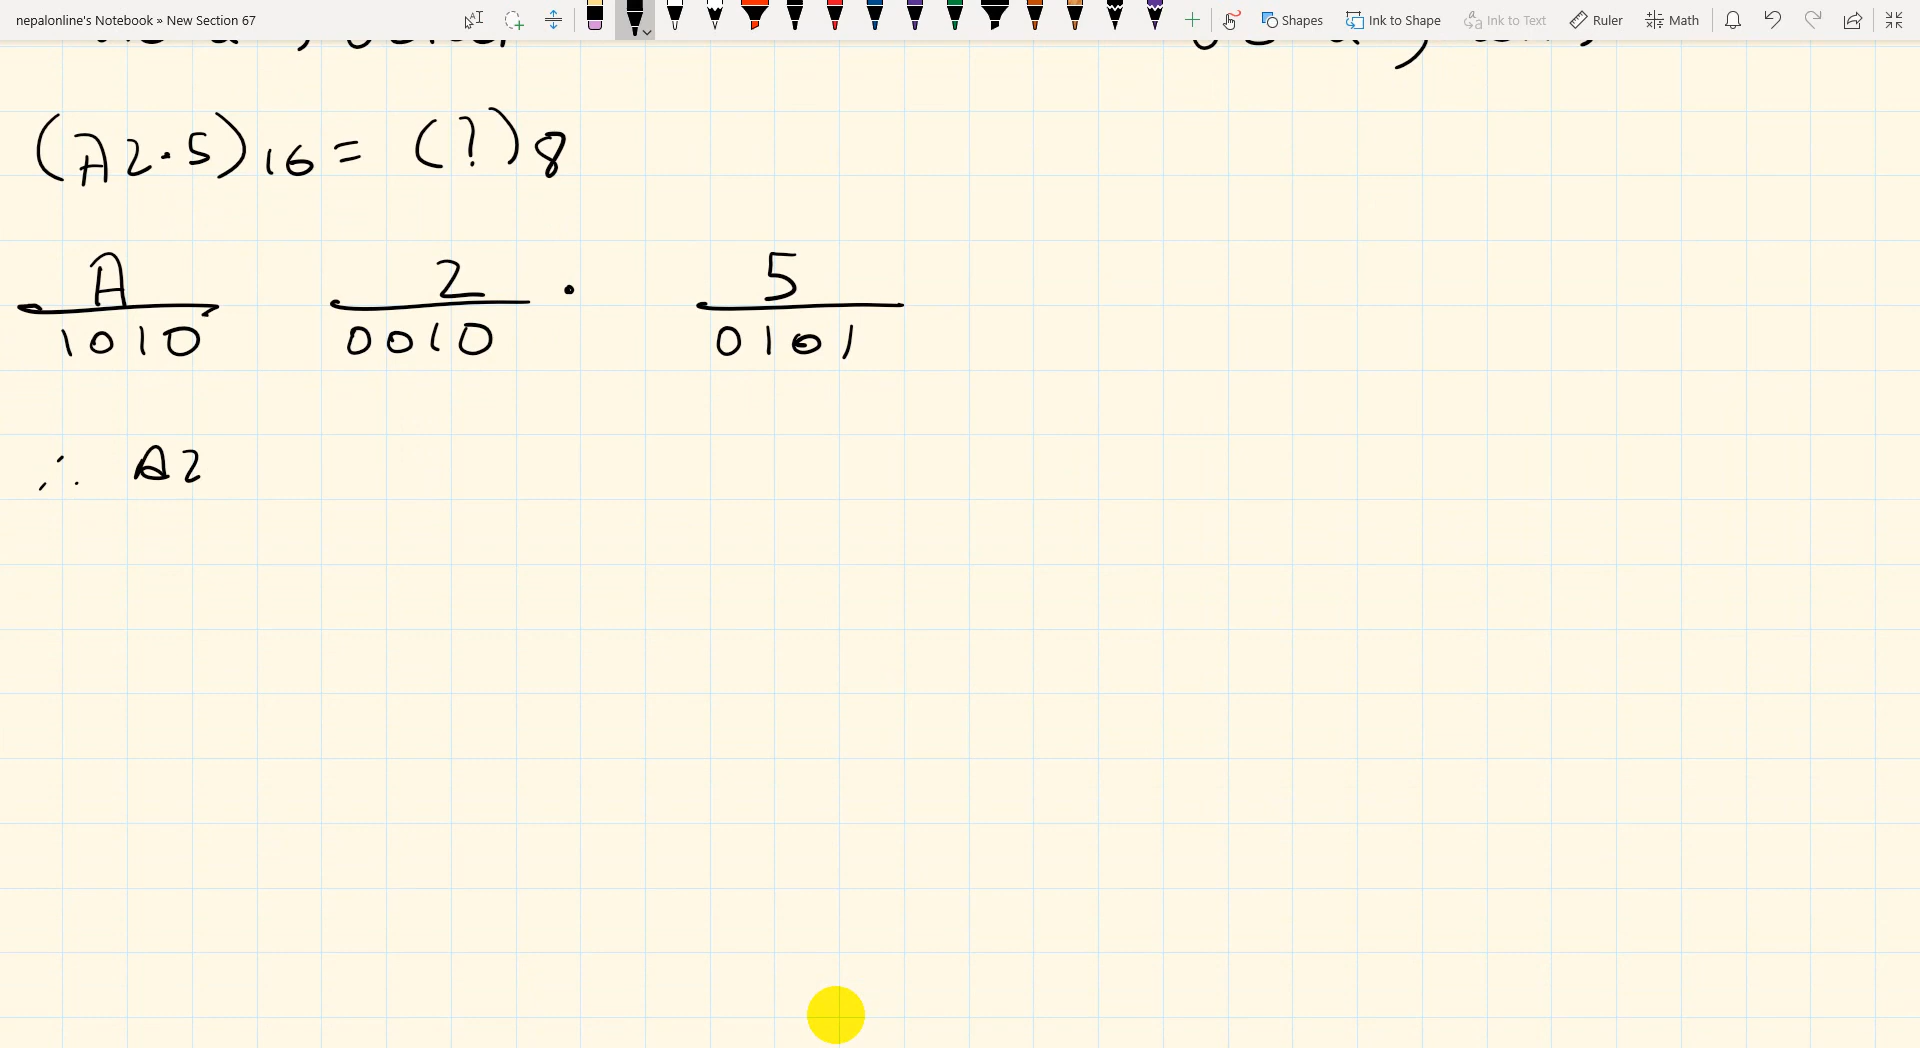 nepalonline's Notebook » New Section 67
Shapes Ink to Shape Ink to Text Ruler Math
(A2.5)16 = (?)8
A 2 . 5
1010 0010 0101
∴ A2